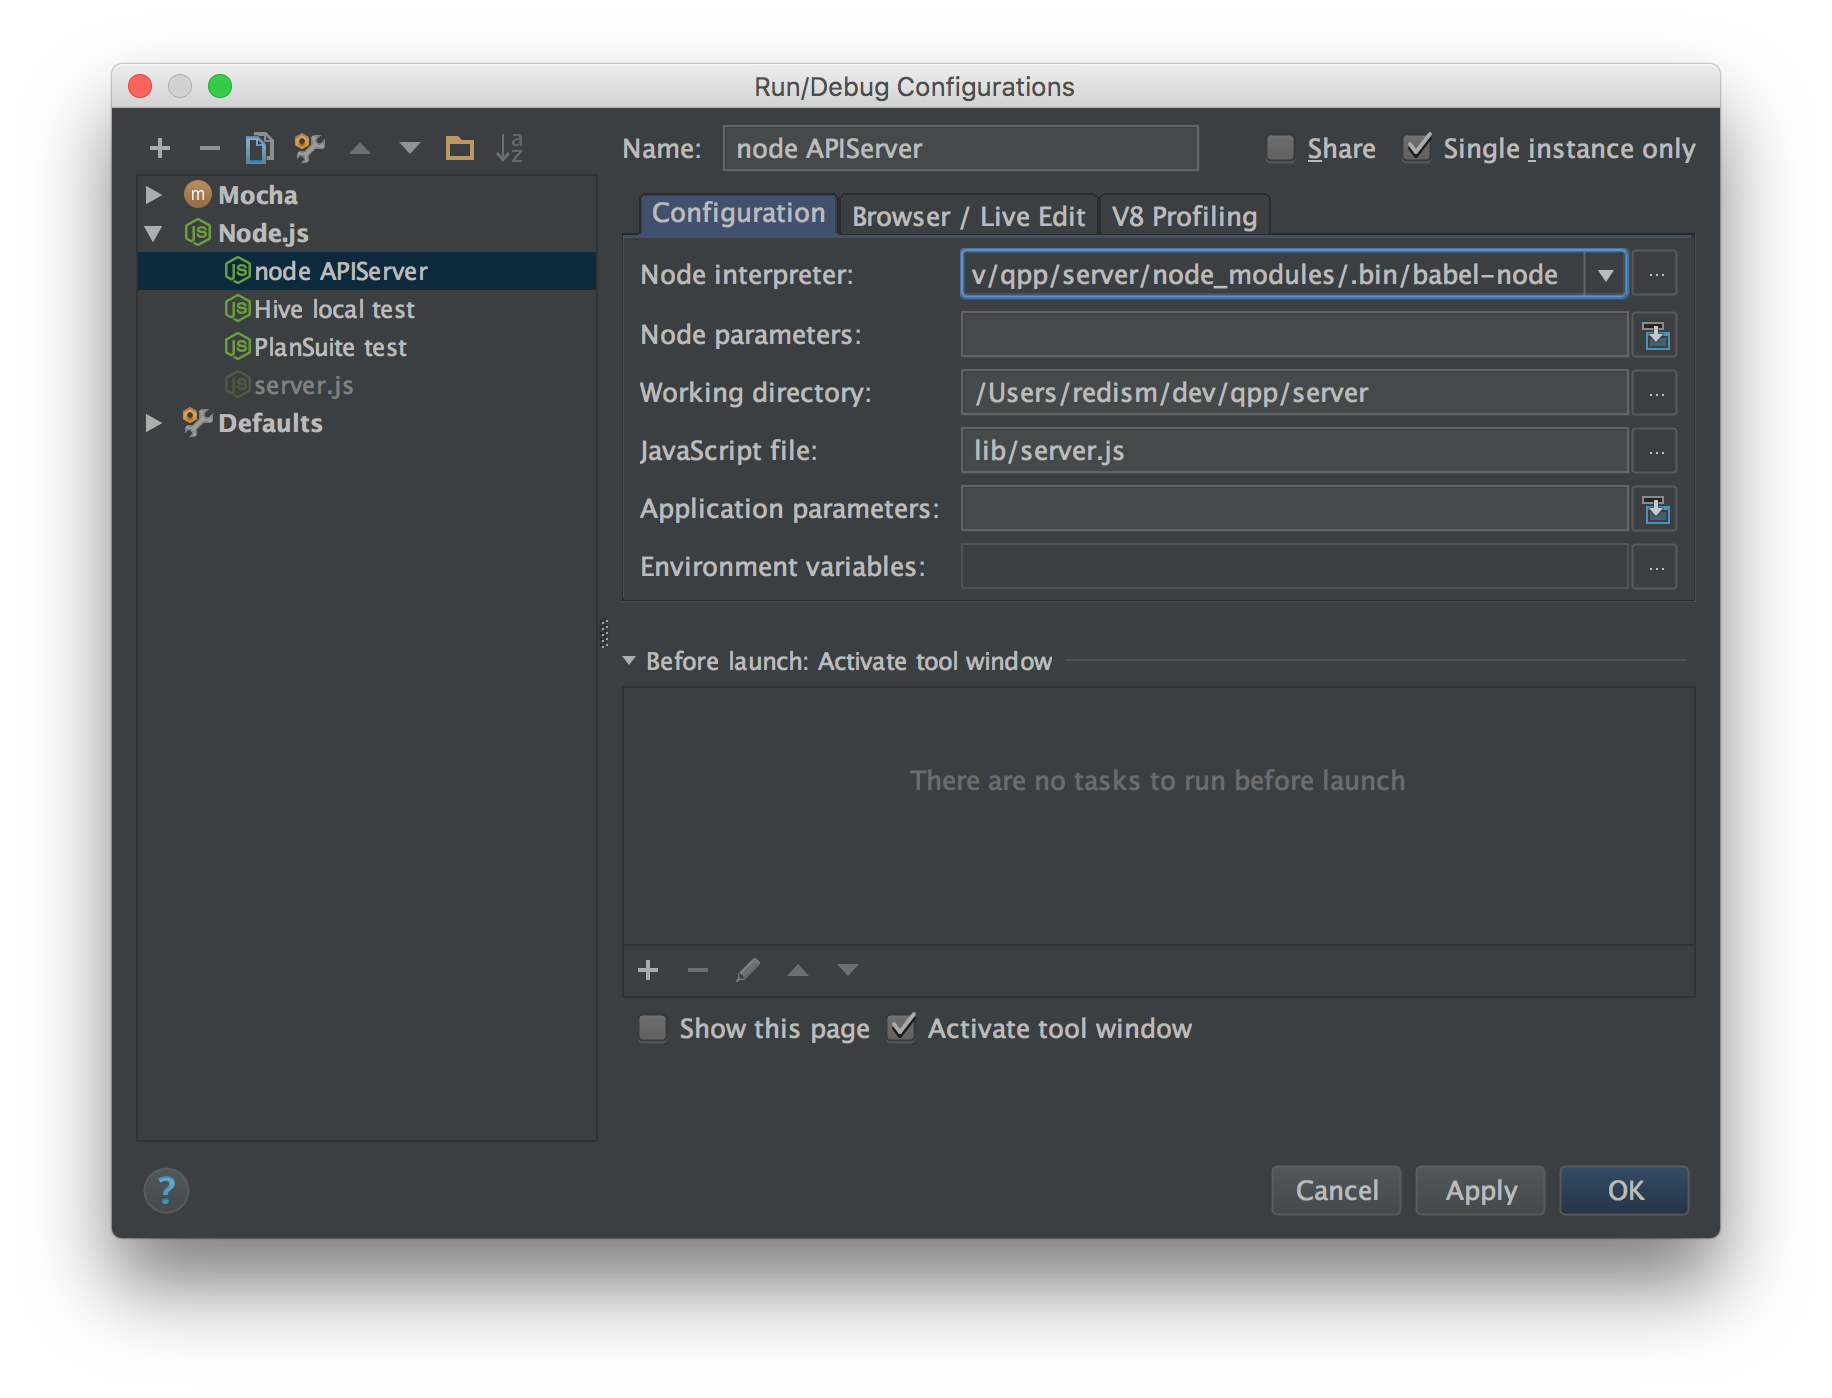 Run/Debug Configurations
Name: node APIServer Share Single instance only
Mocha
Node.js
node APIServer
Hive local test
PlanSuite test
server.js
Defaults
Configuration Browser / Live Edit V8 Profiling
Node interpreter: v/qpp/server/node_modules/.bin/babel-node
Node parameters:
Working directory: /Users/redism/dev/qpp/server
JavaScript file: lib/server.js
Application parameters:
Environment variables:
Before launch: Activate tool window
There are no tasks to run before launch
Show this page Activate tool window
? Cancel Apply OK